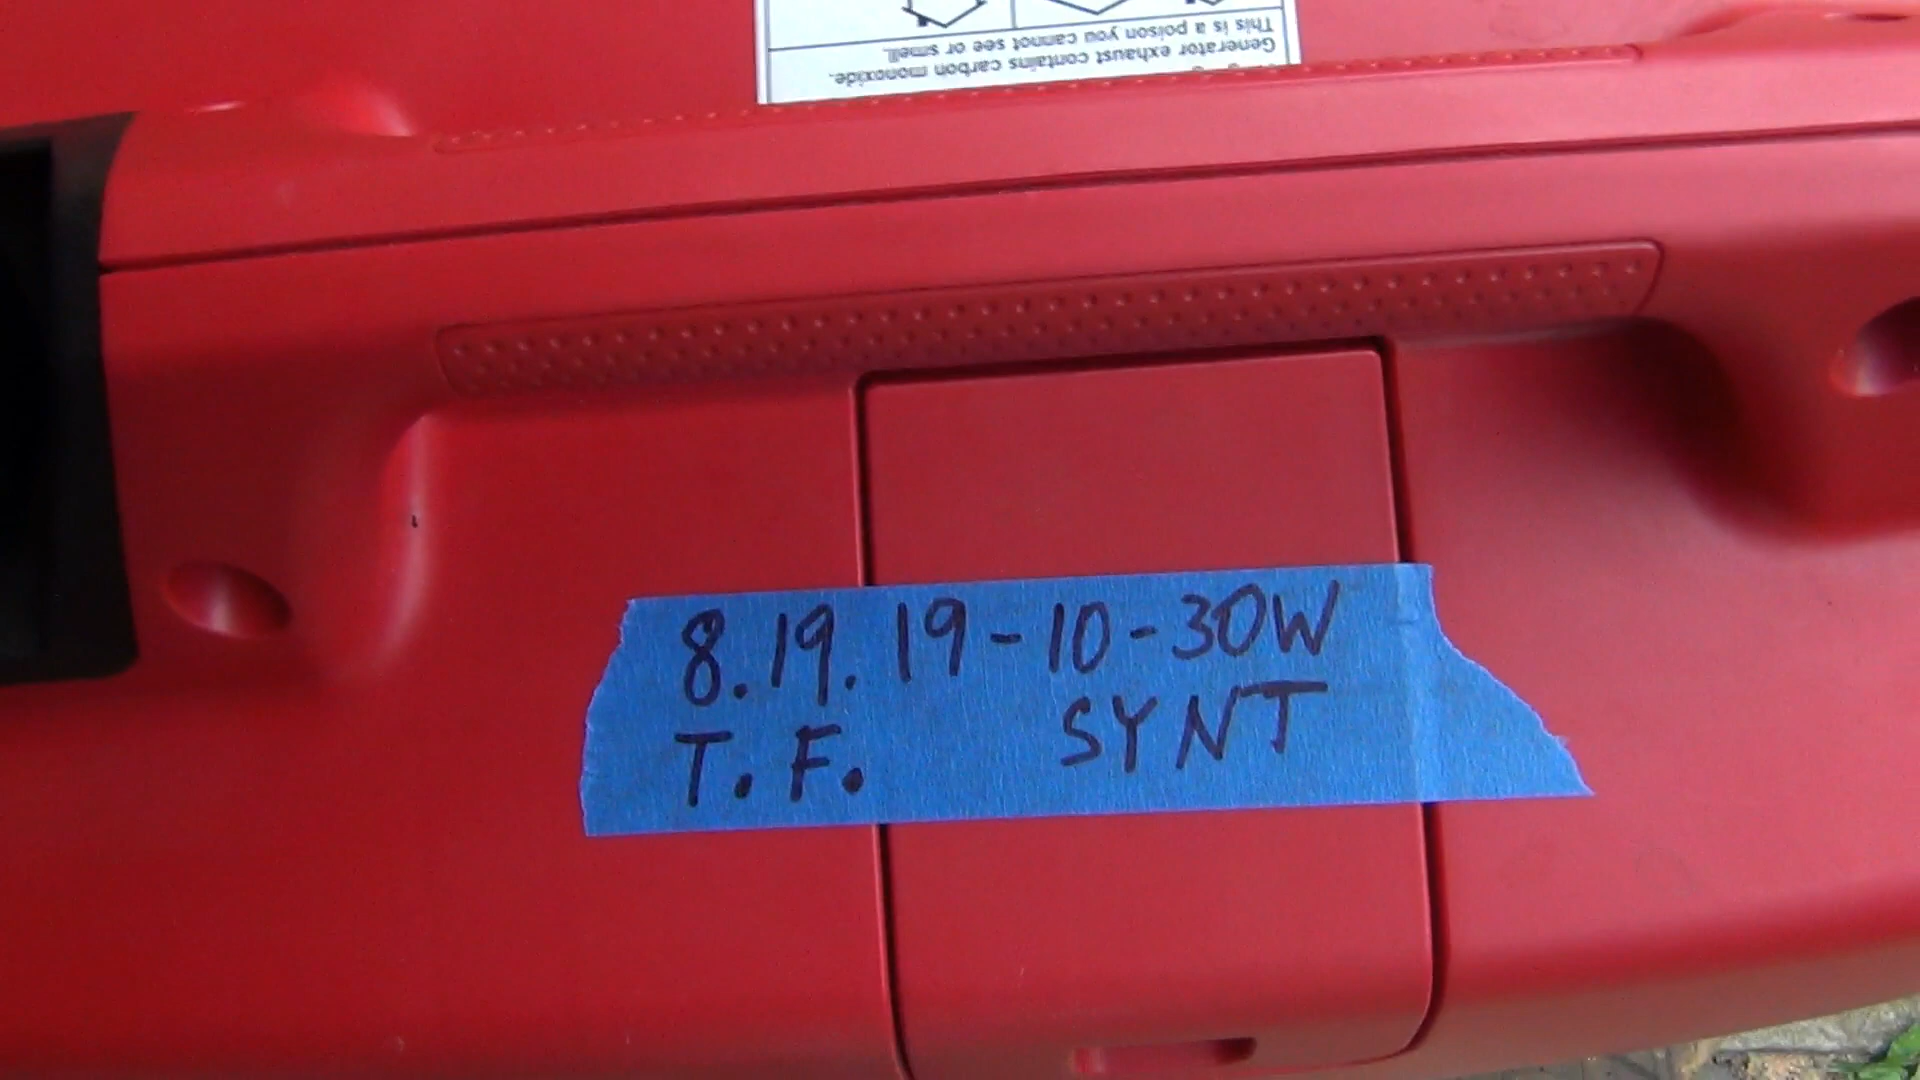 Generator exhaust contains carbon monoxide.
This is a poison you cannot see or smell.
8.19.19-10-30W
T.F. SYNT